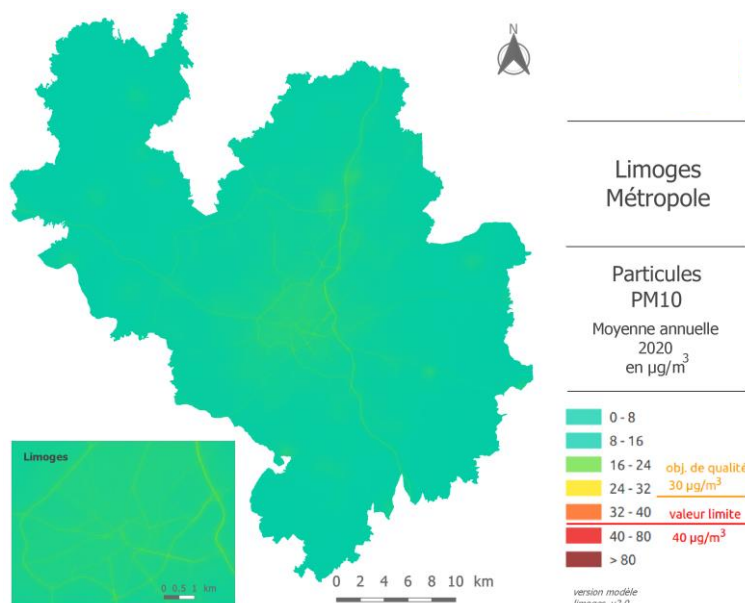 N
Limoges
Métropole
Particules
PM10
Moyenne annuelle
2020
en µg/m³
0 - 8
8 - 16
16 - 24
24 - 32
32 - 40
40 - 80
> 80
obj. de qualité
30 µg/m³
valeur limite
40 µg/m³
version modèle
Limoges
0 0.5 1 km
0 2 4 6 8 10 km